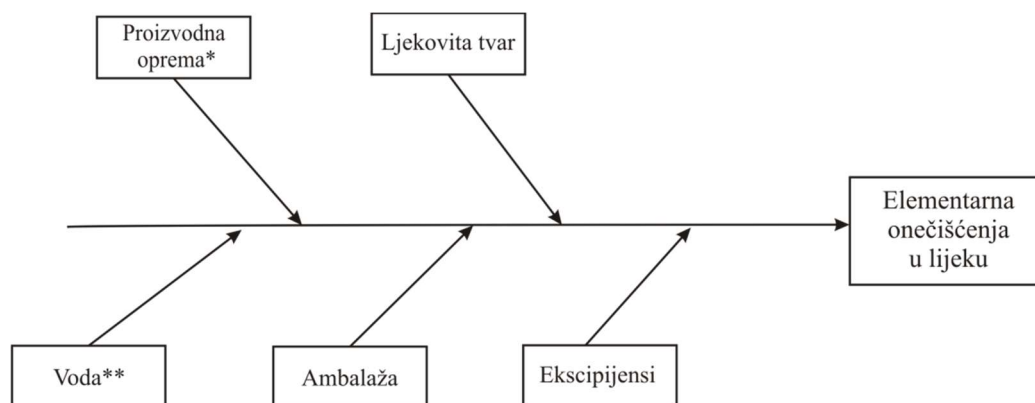 Proizvodna
oprema*
Ljekovita tvar
Elementarna
onečišćenja
u lijeku
Voda**
Ambalaža
Ekscipijensi